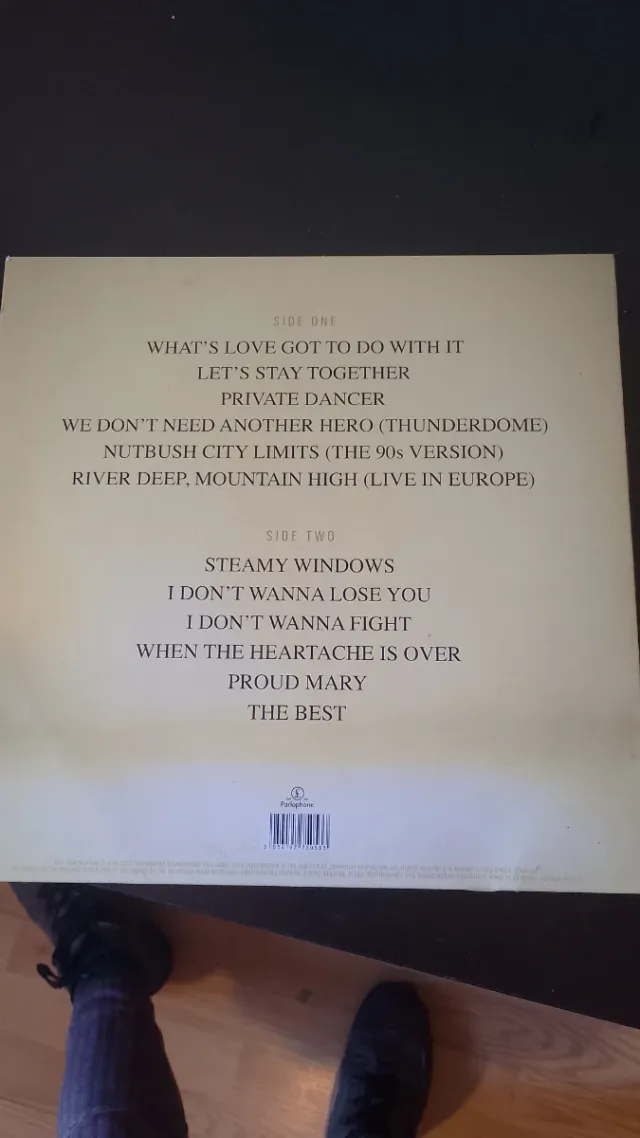 SIDE ONE
WHAT'S LOVE GOT TO DO WITH IT
LET'S STAY TOGETHER
PRIVATE DANCER
WE DON'T NEED ANOTHER HERO (THUNDERDOME)
NUTBUSH CITY LIMITS (THE 90s VERSION)
RIVER DEEP, MOUNTAIN HIGH (LIVE IN EUROPE)
SIDE TWO
STEAMY WINDOWS
I DON'T WANNA LOSE YOU
I DON'T WANNA FIGHT
WHEN THE HEARTACHE IS OVER
PROUD MARY
THE BEST
Parlophone